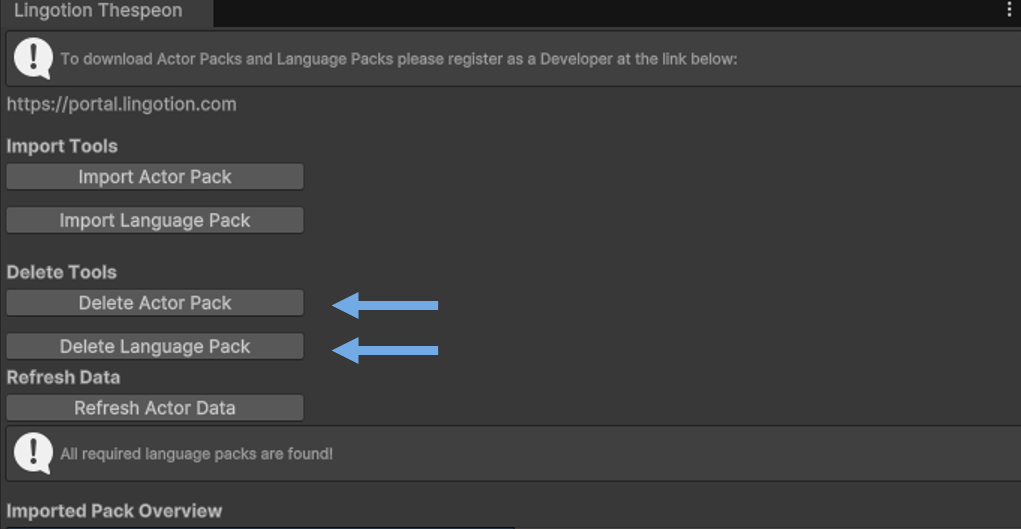 Lingotion Thespeon
To download Actor Packs and Language Packs please register as a Developer at the link below:
https://portal.lingotion.com
Import Tools
Import Actor Pack
Import Language Pack
Delete Tools
Delete Actor Pack
Delete Language Pack
Refresh Data
Refresh Actor Data
All required language packs are found!
Imported Pack Overview